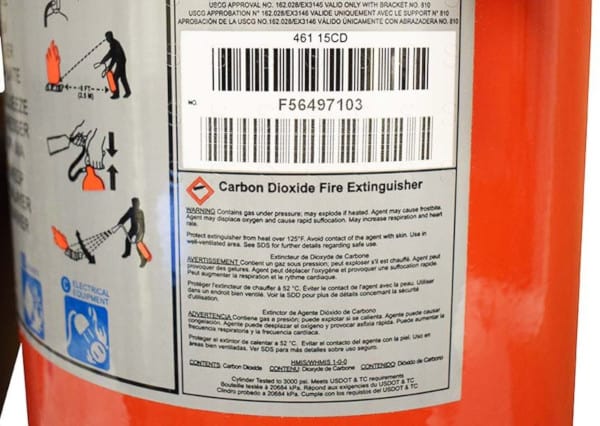 USCG APPROVAL NO. 162.028/EX3146 VALID ONLY WITH BRACKET NO. 810
USCG APPROBATION N° 162.028/EX3146 VALIDE UNIQUEMENT AVEC LE SUPPORT N° 810
APROBACIÓN DE LA USCG NO. 162.028/EX3146 VÁLIDO ÚNICAMENTE CON ABRAZADERA NO. 810
461 15CD
NO. F56497103
Carbon Dioxide Fire Extinguisher
WARNING Contains gas under pressure; may explode if heated. Agent may cause frostbite.
Agent may displace oxygen and cause rapid suffocation. May increase respiration and heart
rate.
Protect extinguisher from heat over 125°F. Avoid contact of the agent with skin. Use in
well-ventilated area. See SDS for further details regarding safe use.
Extincteur de Dioxyde de Carbone
AVERTISSEMENT Contient un gaz sous pression; peut exploser s'il est chauffé. Agent peut
provoquer des gelures. Agent peut déplacer l'oxygène et provoquer une suffocation rapide.
Peut augmenter la respiration et le rythme cardiaque.
Protéger l'extincteur de chauffer à 52 °C. Eviter le contact de l'agent avec la peau. Utiliser
dans un endroit bien ventilé. Voir la SDD pour plus de détails concernant la sécurité
d'utilisation.
Extinctor de Agente Dióxido de Carbono
ADVERTENCIA Contiene gas a presión; puede explotar si se calienta. Agente puede causar
congelación. Agente puede desplazar el oxígeno y provocar asfixia rápida. Puede aumentar la
frecuencia respiratoria y la frecuencia cardíaca.
Proteger el extintor de calentar a 52 °C. Evitar el contacto del agente con la piel. Uso en
áreas bien ventiladas. Ver SDS para más detalles sobre uso seguro.
HMIS/WHMIS 1-0-0
CONTENTS Carbon Dioxide CONTENU Dioxyde de Carbone CONTENIDO Dióxido de Carbono
Cylinder Tested to 3000 psi. Meets USDOT & TC requirements
Bouteille testée à 20684 kPa. Répond aux exigences du USDOT & TC
Cilindro probado a 20684 kPa. Cumple con los requisitos del USDOT & TC
8 FT
(2.5 M)
C ELECTRICAL
EQUIPMENT